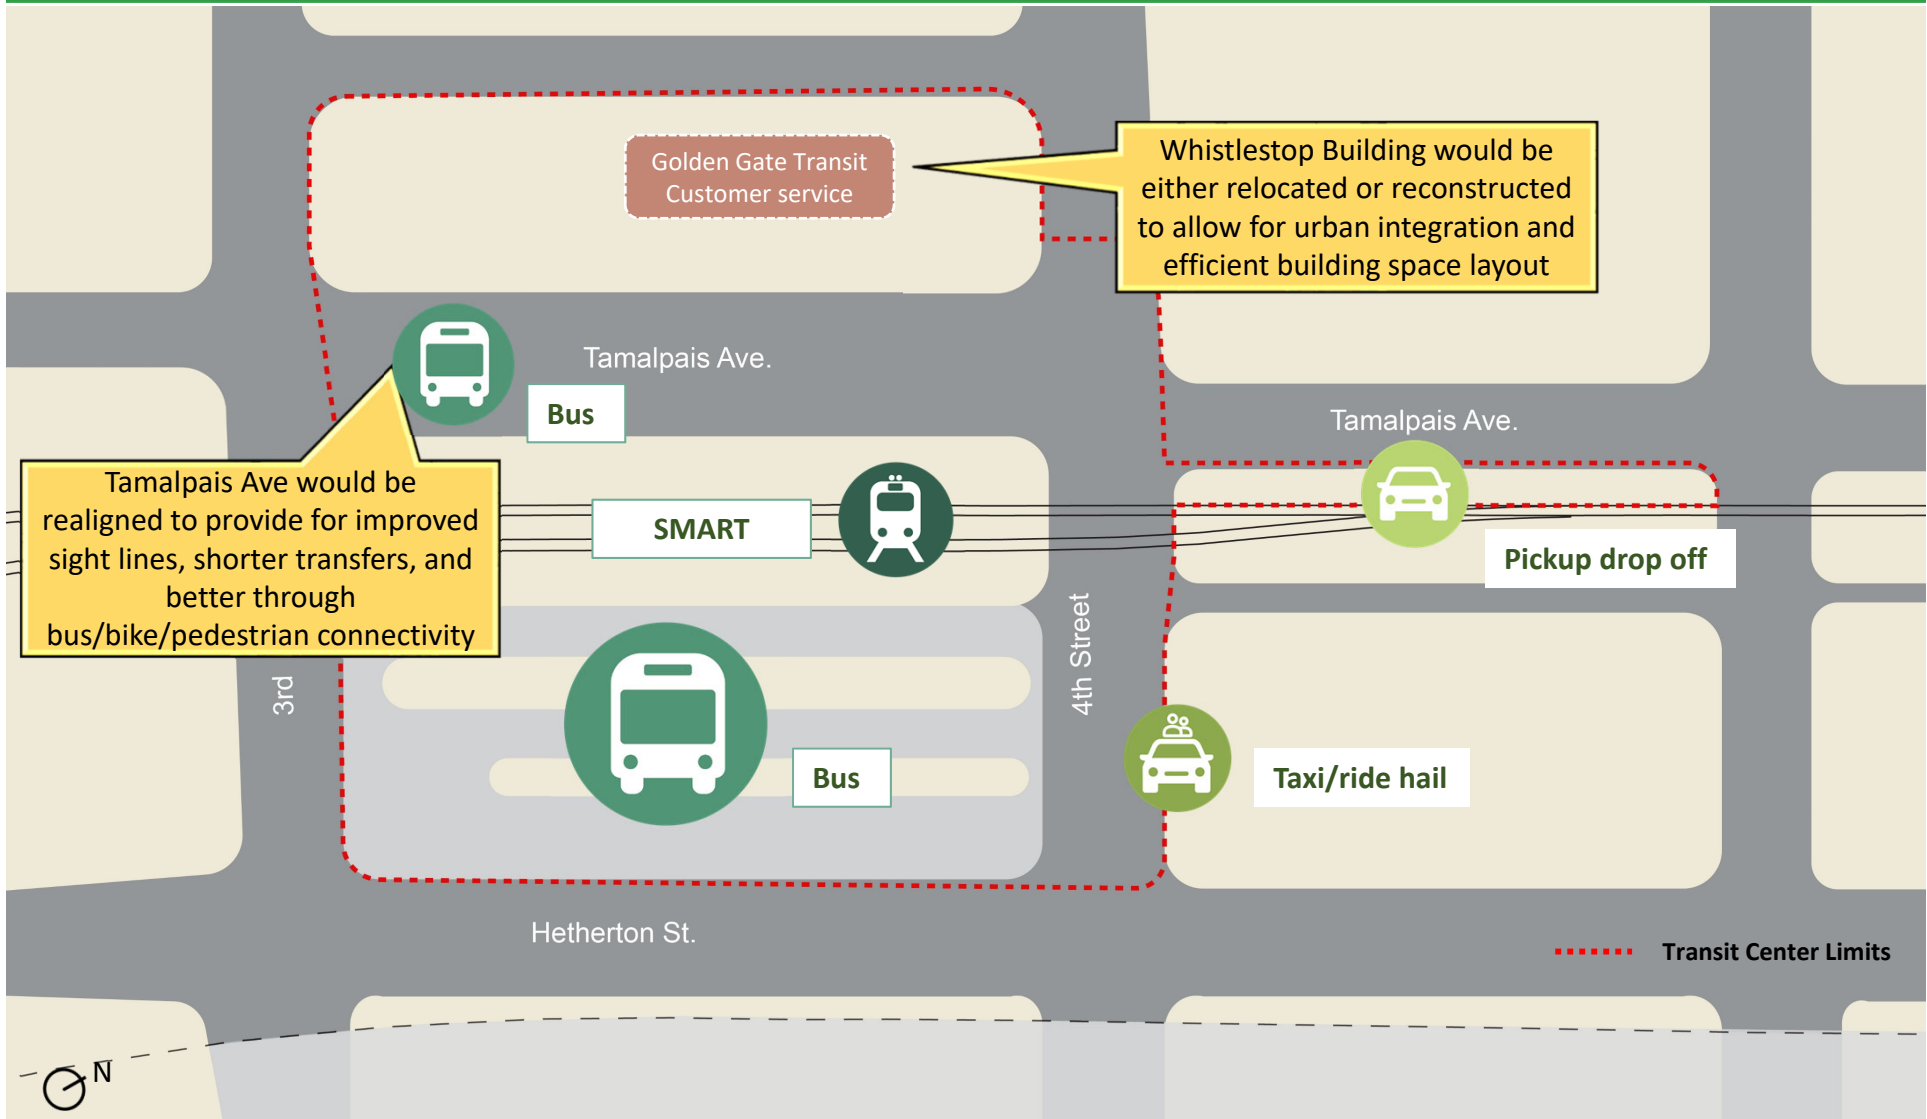 Golden Gate Transit
Customer service
Whistlestop Building would be
either relocated or reconstructed
to allow for urban integration and
efficient building space layout
Tamalpais Ave.
Bus
Tamalpais Ave.
Tamalpais Ave would be
realigned to provide for improved
sight lines, shorter transfers, and
better through
bus/bike/pedestrian connectivity
SMART
Pickup drop off
3rd
4th Street
Bus
Taxi/ride hail
Hetherton St.
Transit Center Limits
N